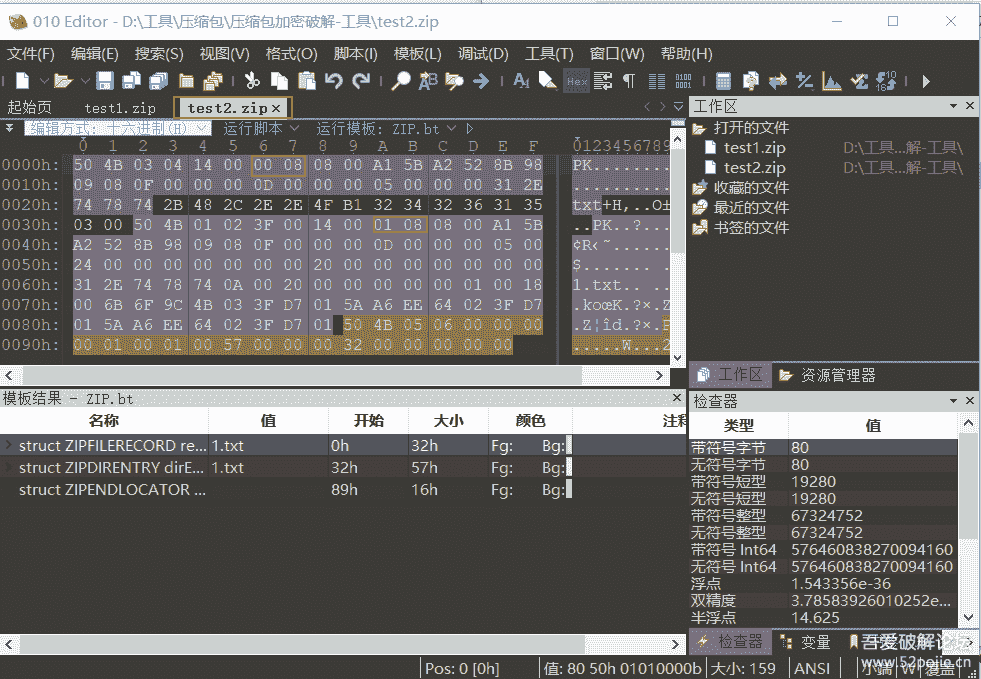 010 Editor - D:\工具\压缩包\压缩包加密破解-工具\test2.zip
文件(F) 编辑(E) 搜索(S) 视图(V) 格式(O) 脚本(I) 模板(L) 调试(D) 工具(T) 窗口(W) 帮助(H)
起始页 test1.zip test2.zip ×
编辑方式: 十六进制(H) 运行脚本 运行模板: ZIP.bt
0 1 2 3 4 5 6 7 8 9 A B C D E F 0123456789
0000h: 50 4B 03 04 14 00 00 08 08 00 A1 5B A2 52 8B 98 PK........
0010h: 09 08 0F 00 00 00 0D 00 00 00 05 00 00 00 31 2E ..........
0020h: 74 78 74 2B 48 2C 2E 2E 4F B1 32 34 32 36 31 35 txt+H,..O±
0030h: 03 00 50 4B 01 02 3F 00 14 00 01 08 08 00 A1 5B ..PK..?...
0040h: A2 52 8B 98 09 08 0F 00 00 00 0D 00 00 00 05 00 ¢R‹˜......
0050h: 24 00 00 00 00 00 00 00 20 00 00 00 00 00 00 00 $....... .
0060h: 31 2E 74 78 74 0A 00 20 00 00 00 00 00 01 00 18 1.txt..
0070h: 00 6B 6F 9C 4B 03 3F D7 01 5A A6 EE 64 02 3F D7 .koœK.?×.Z
0080h: 01 5A A6 EE 64 02 3F D7 01 50 4B 05 06 00 00 00 .Z¦îd.?×.P
0090h: 00 01 00 01 00 57 00 00 00 32 00 00 00 00 00 .....W...2
工作区
打开的文件
test1.zip D:\工具...解-工具\
test2.zip D:\工具...解-工具\
收藏的文件
最近的文件
书签的文件
工作区 资源管理器
模板结果 - ZIP.bt
名称 值 开始 大小 颜色 注释
struct ZIPFILERECORD re... 1.txt 0h 32h Fg: Bg:
struct ZIPDIRENTRY dirE... 1.txt 32h 57h Fg: Bg:
struct ZIPENDLOCATOR ... 89h 16h Fg: Bg:
检查器
类型 值
带符号字节 80
无符号字节 80
带符号短型 19280
无符号短型 19280
带符号整型 67324752
无符号整型 67324752
带符号 Int64 576460838270094160
无符号 Int64 576460838270094160
浮点 1.543356e-36
双精度 3.78583926010252e...
半浮点 14.625
检查器 变量
吾爱破解论坛
www.52pojie.cn
Pos: 0 [0h] 值: 80 50h 01010000b 大小: 159 ANSI 小端 W 覆盖